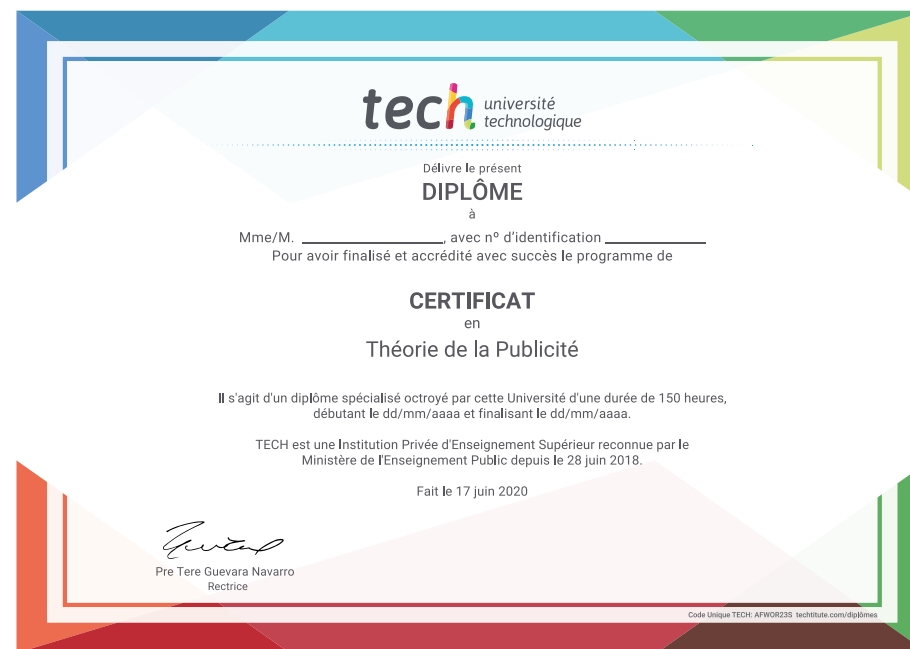 tech université
technologique
Délivre le présent
DIPLÔME
à
Mme/M. ____________________, avec nº d'identification ______________
Pour avoir finalisé et accrédité avec succès le programme de
CERTIFICAT
en
Théorie de la Publicité
Il s'agit d'un diplôme spécialisé octroyé par cette Université d'une durée de 150 heures,
débutant le dd/mm/aaaa et finalisant le dd/mm/aaaa.
TECH est une Institution Privée d'Enseignement Supérieur reconnue par le
Ministère de l'Enseignement Public depuis le 28 juin 2018.
Fait le 17 juin 2020
Pre Tere Guevara Navarro
Rectrice
Code Unique TECH: AFWOR23S techtitute.com/diplômes